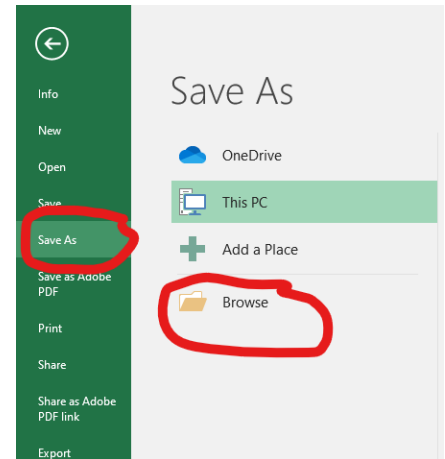 Info
New
Open
Save
Save As
Save as Adobe
PDF
Print
Share
Share as Adobe
PDF link
Export
Save As
OneDrive
This PC
Add a Place
Browse